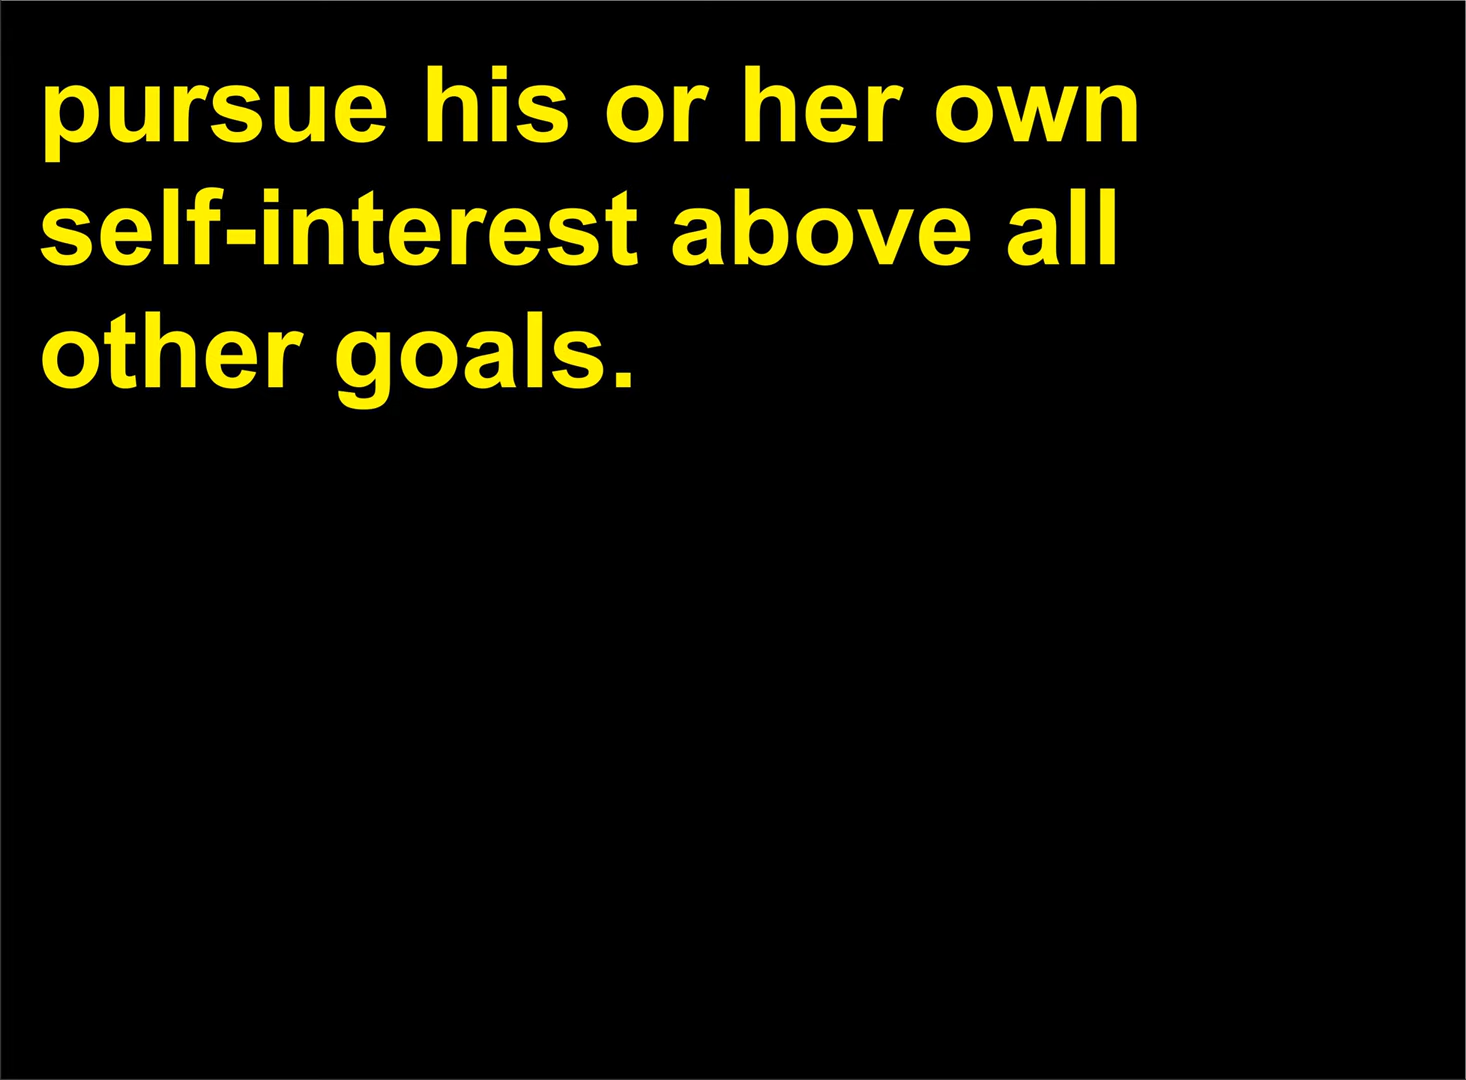 pursue his or her own
self-interest above all
other goals.